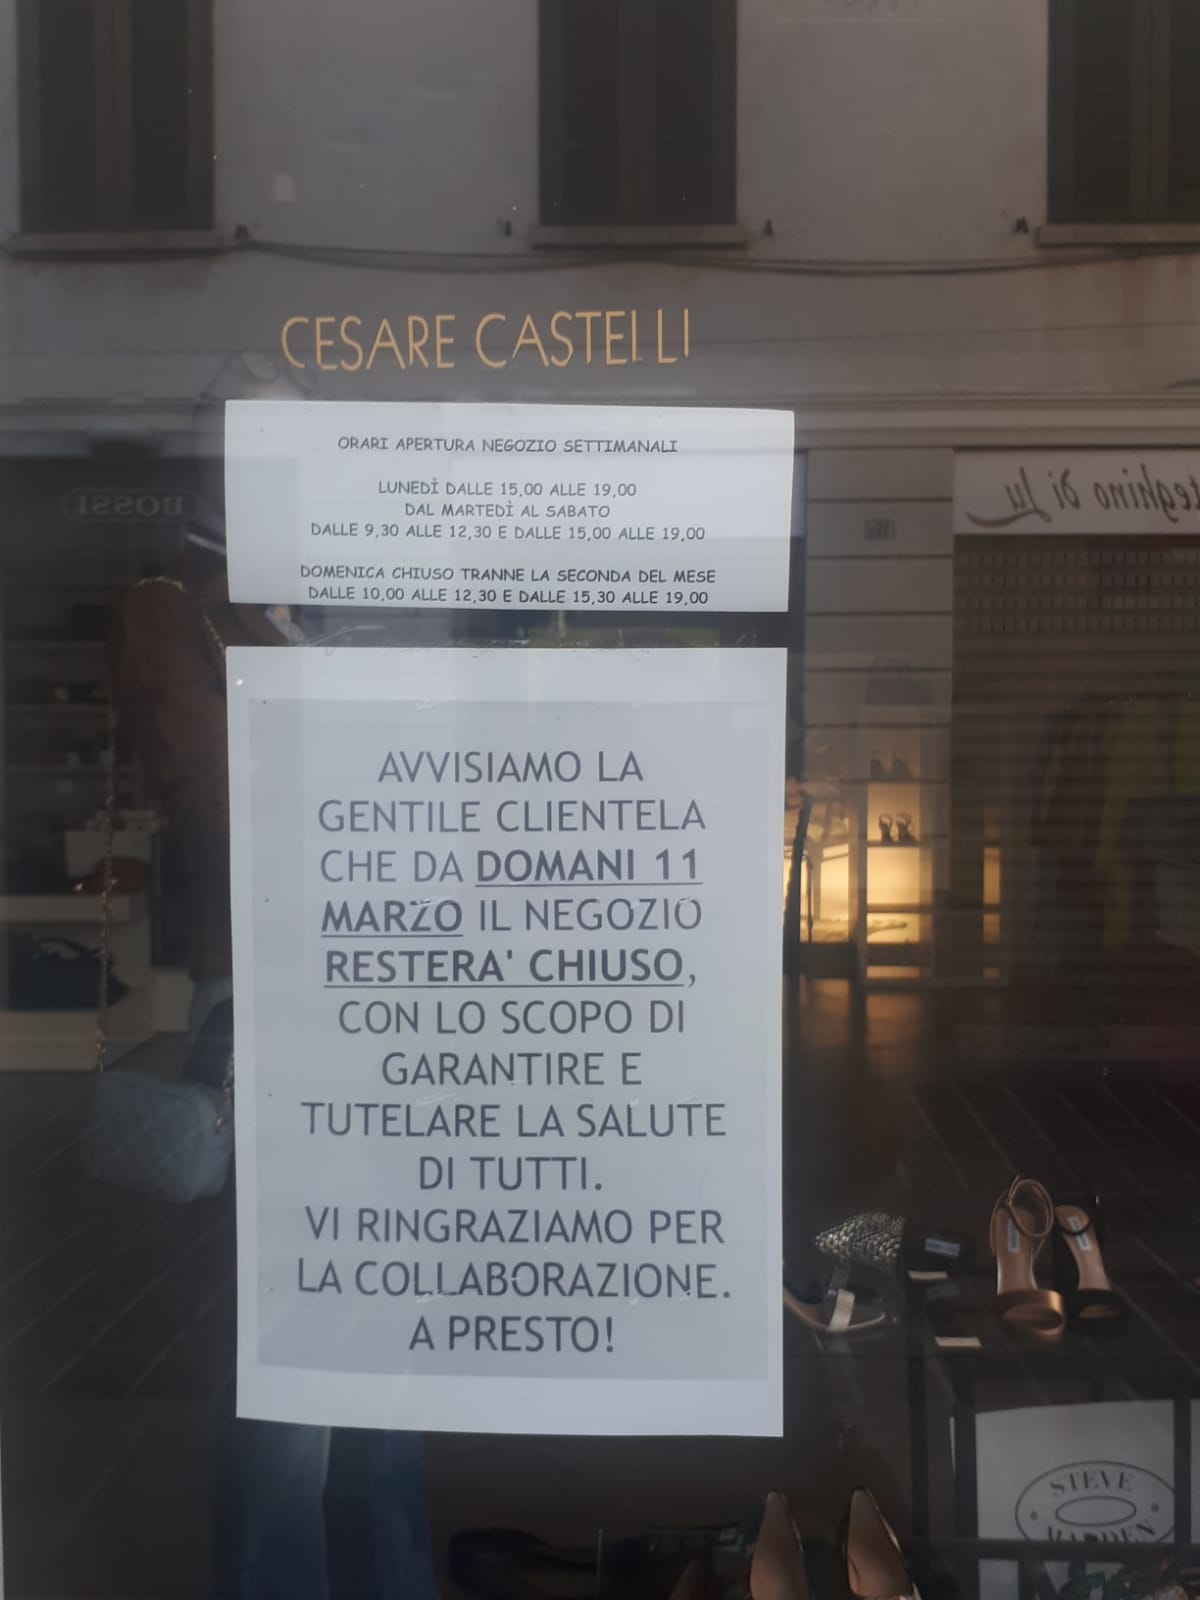 CESARE CASTELLI
ORARI APERTURA NEGOZIO SETTIMANALI
LUNEDÌ DALLE 15,00 ALLE 19,00
DAL MARTEDÌ AL SABATO
DALLE 9,30 ALLE 12,30 E DALLE 15,00 ALLE 19,00
DOMENICA CHIUSO TRANNE LA SECONDA DEL MESE
DALLE 10,00 ALLE 12,30 E DALLE 15,30 ALLE 19,00
BOSSI
teghino di Lu
AVVISIAMO LA
GENTILE CLIENTELA
CHE DA DOMANI 11
MARZO IL NEGOZIO
RESTERA' CHIUSO,
CON LO SCOPO DI
GARANTIRE E
TUTELARE LA SALUTE
DI TUTTI.
VI RINGRAZIAMO PER
LA COLLABORAZIONE.
A PRESTO!
STEVE
MADDEN